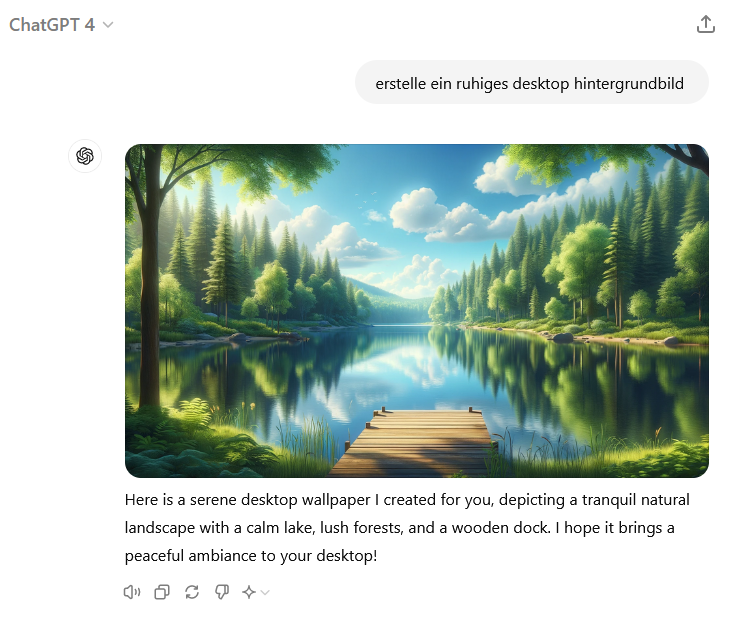 ChatGPT 4
erstelle ein ruhiges desktop hintergrundbild
Here is a serene desktop wallpaper I created for you, depicting a tranquil natural
landscape with a calm lake, lush forests, and a wooden dock. I hope it brings a
peaceful ambiance to your desktop!